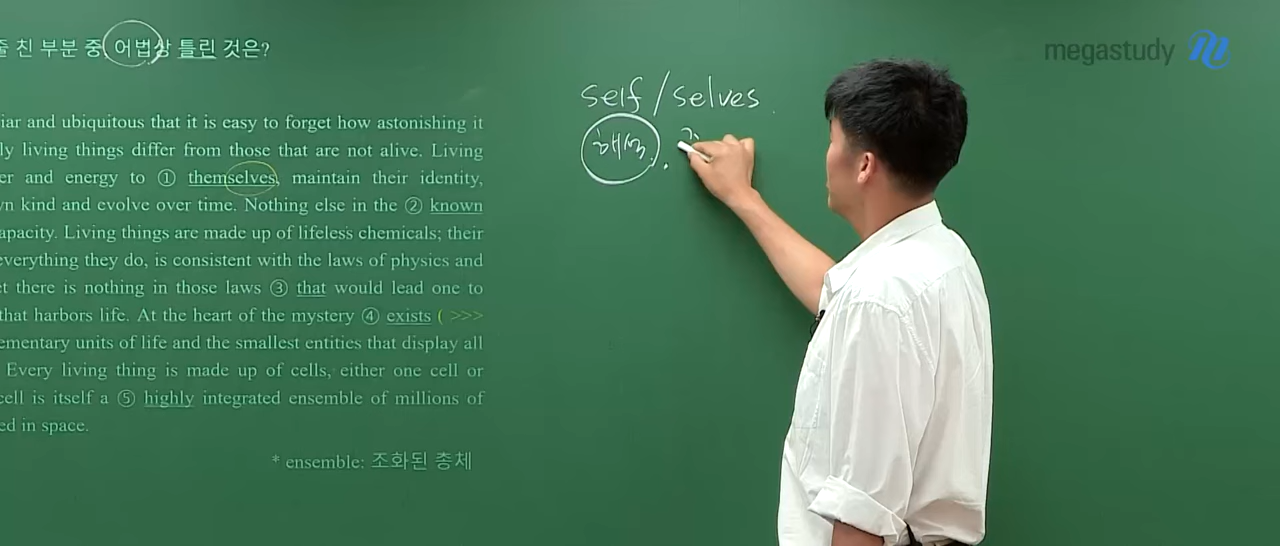 줄 친 부분 중, 어법상 틀린 것은?
megastudy
iar and ubiquitous that it is easy to forget how astonishing it
ly living things differ from those that are not alive. Living
er and energy to ① themselves, maintain their identity,
vn kind and evolve over time. Nothing else in the ② known
apacity. Living things are made up of lifeless chemicals; their
everything they do, is consistent with the laws of physics and
et there is nothing in those laws ③ that would lead one to
that harbors life. At the heart of the mystery ④ exists ( >>>
ementary units of life and the smallest entities that display all
Every living thing is made up of cells, either one cell or
cell is itself a ⑤ highly integrated ensemble of millions of
ed in space.
* ensemble: 조화된 총체
self / selves
해석